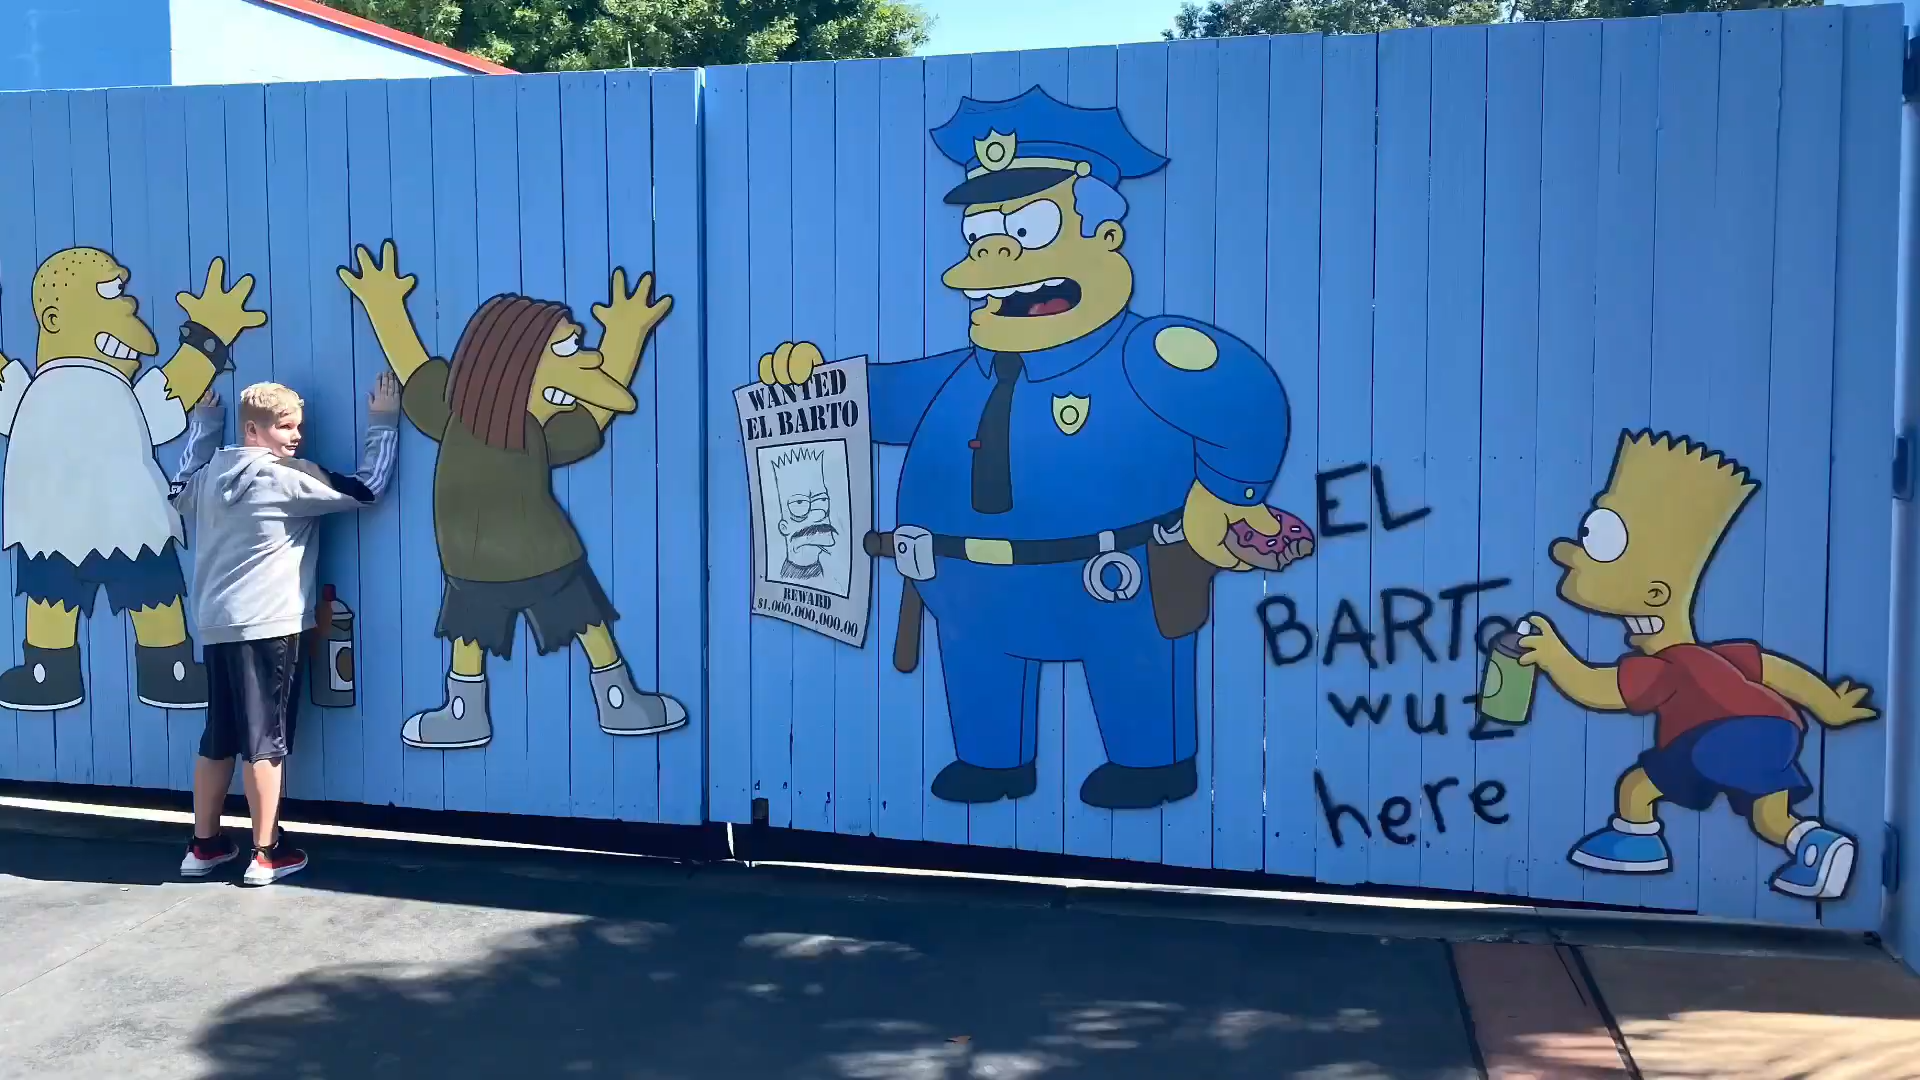 WANTED
EL BARTO
REWARD
$1,000,000,000.00
EL
BARTO
wuz
here